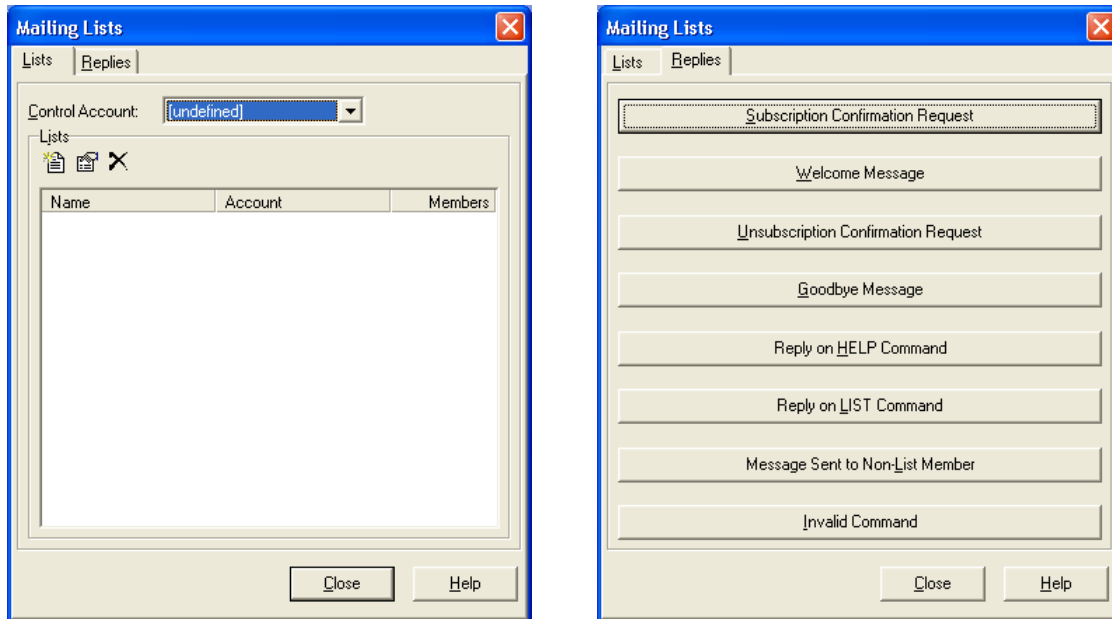 Mailing Lists
Lists Replies
Control Account: [undefined]
Lists
Name Account Members
Close Help
Mailing Lists
Lists Replies
Subscription Confirmation Request
Welcome Message
Unsubscription Confirmation Request
Goodbye Message
Reply on HELP Command
Reply on LIST Command
Message Sent to Non-List Member
Invalid Command
Close Help